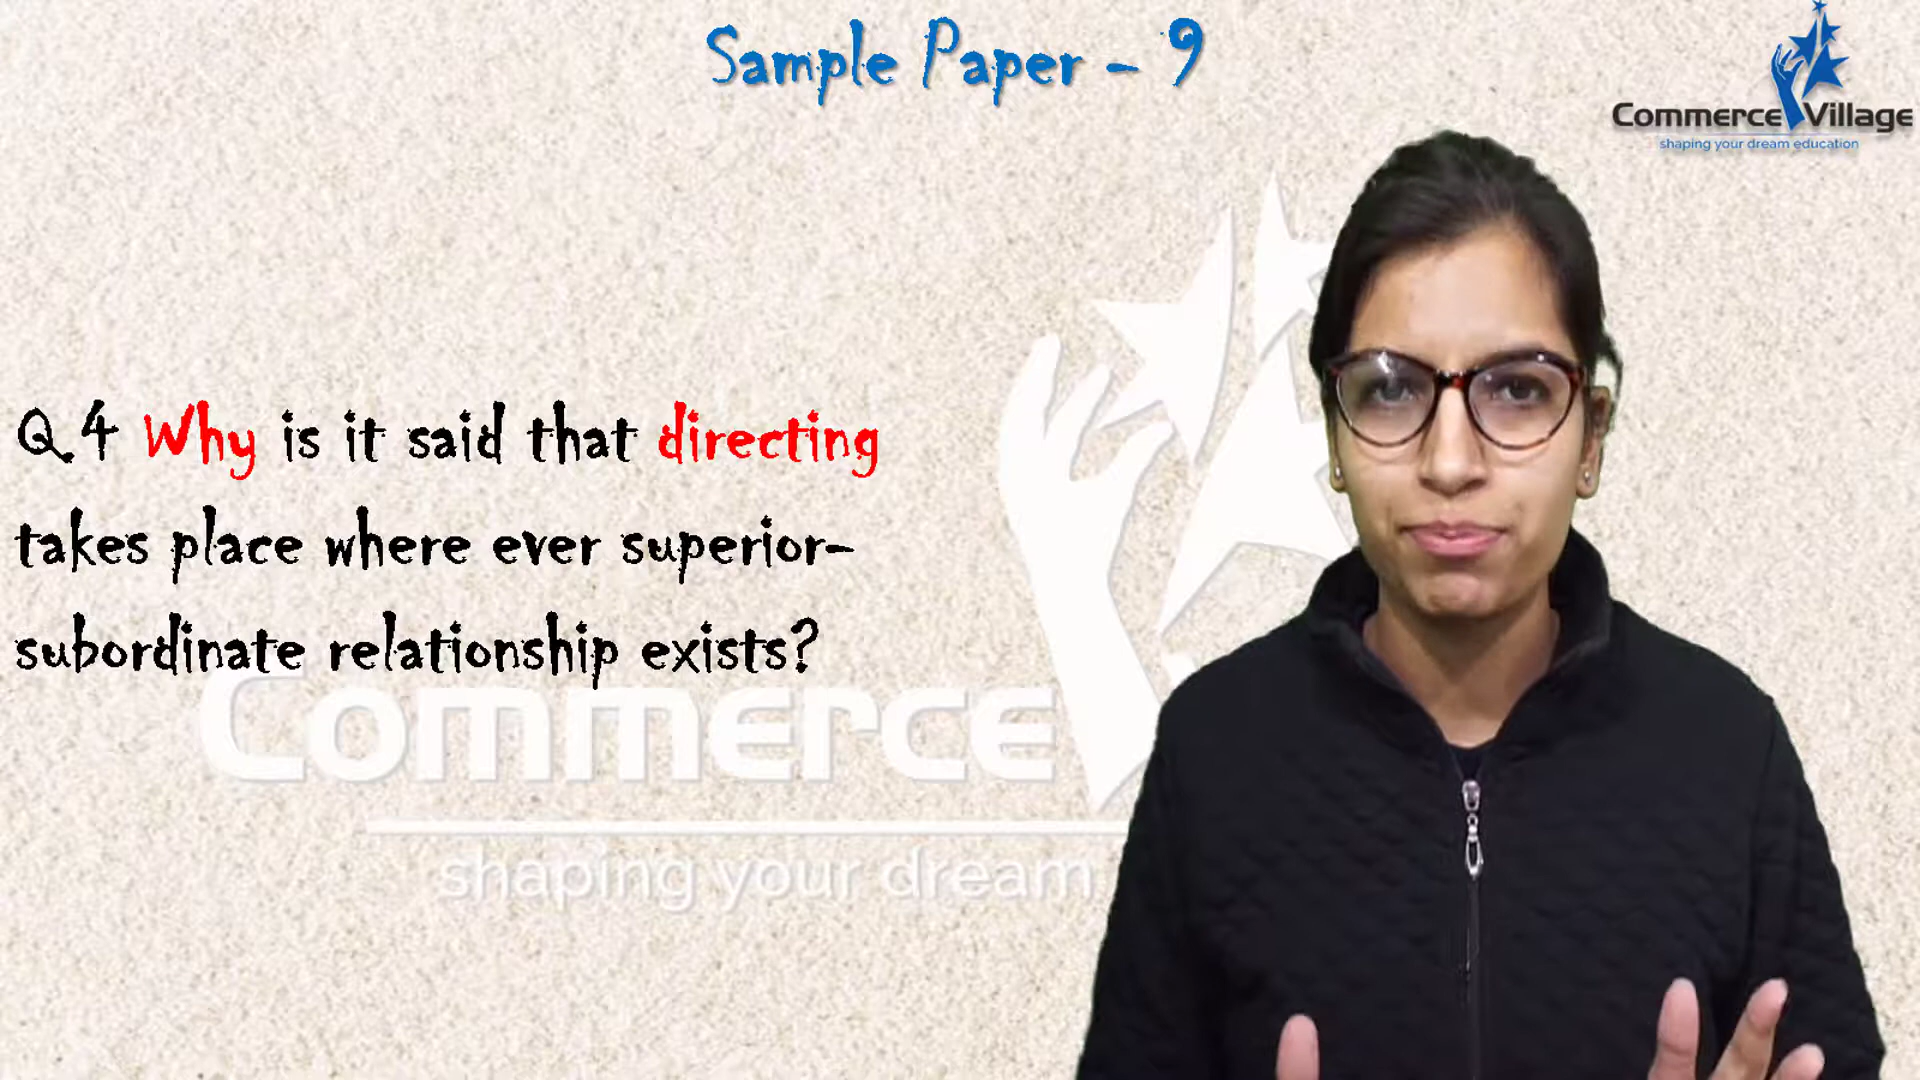 Sample Paper - 9
Commerce Village
shaping your dream education
Q.4 Why is it said that directing
takes place where ever superior-
subordinate relationship exists?
Commerce
shaping your dream